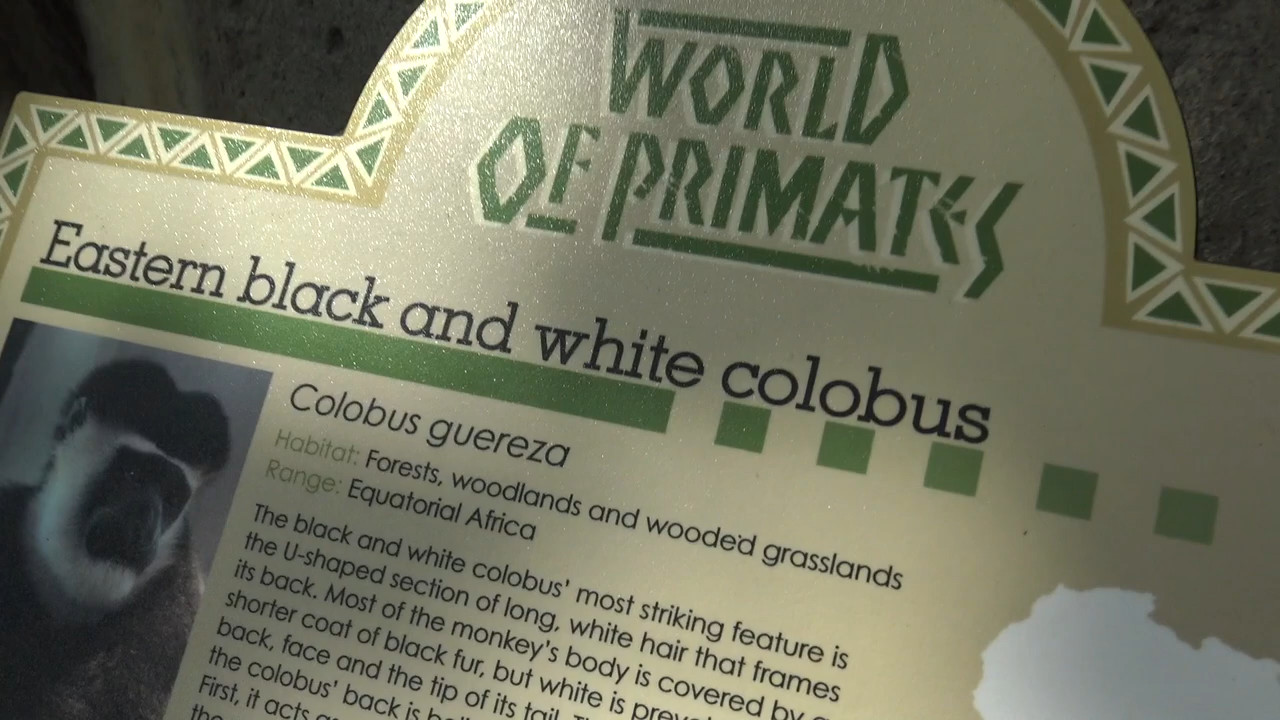 WORLD
OF PRIMATES
Eastern black and white colobus
Colobus guereza
Habitat: Forests, woodlands and wooded grasslands
Range: Equatorial Africa
The black and white colobus' most striking feature is
the U-shaped section of long, white hair that frames
its back. Most of the monkey's body is covered by a
shorter coat of black fur, but white is
back, face and the tip of its tail.
the colobus' back is
First, it acts
the